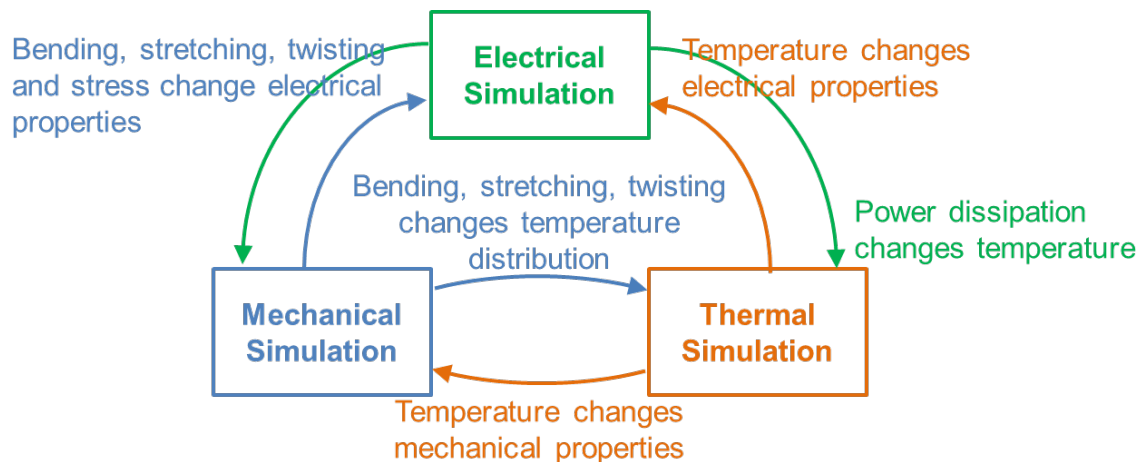 Bending, stretching, twisting
and stress change electrical
properties
Electrical
Simulation
Temperature changes
electrical properties
Bending, stretching, twisting
changes temperature
distribution
Power dissipation
changes temperature
Mechanical
Simulation
Thermal
Simulation
Temperature changes
mechanical properties